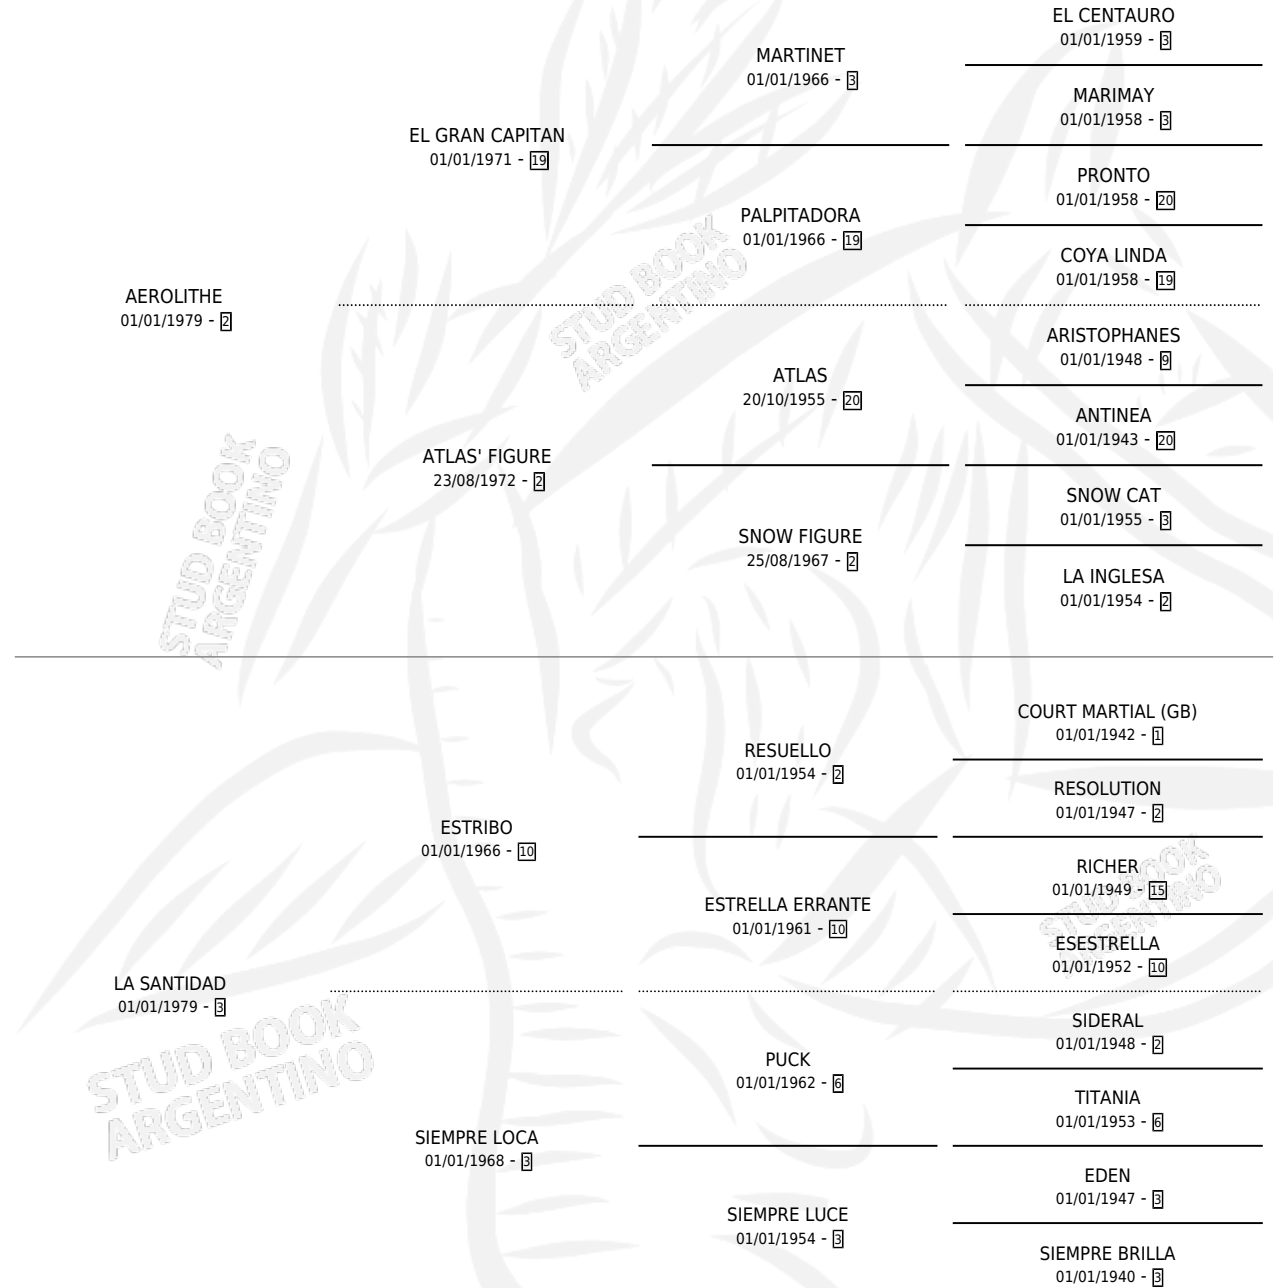 EL CENTAURO
01/01/1959 - 3
MARTINET
01/01/1966 - 3
MARIMAY
01/01/1958 - 3
EL GRAN CAPITAN
01/01/1971 - 19
PRONTO
01/01/1958 - 20
PALPITADORA
01/01/1966 - 19
COYA LINDA
01/01/1958 - 19
AEROLITHE
01/01/1979 - 2
STUD BOOK
ARGENTINO
ARISTOPHANES
01/01/1948 - 9
ATLAS
20/10/1955 - 20
ANTINEA
01/01/1943 - 20
ATLAS' FIGURE
23/08/1972 - 2
SNOW CAT
01/01/1955 - 3
SNOW FIGURE
25/08/1967 - 2
LA INGLESA
01/01/1954 - 2
STUD BOOK
ARGENTINO
COURT MARTIAL (GB)
01/01/1942 - 1
RESUELLO
01/01/1954 - 2
RESOLUTION
01/01/1947 - 2
ESTRIBO
01/01/1966 - 10
RICHER
01/01/1949 - 15
ESTRELLA ERRANTE
01/01/1961 - 10
STUD BOOK
ARGENTINO
ESESTRELLA
01/01/1952 - 10
LA SANTIDAD
01/01/1979 - 3
SIDERAL
01/01/1948 - 2
PUCK
01/01/1962 - 6
STUD BOOK
ARGENTINO
TITANIA
01/01/1953 - 6
SIEMPRE LOCA
01/01/1968 - 3
EDEN
01/01/1947 - 3
SIEMPRE LUCE
01/01/1954 - 3
SIEMPRE BRILLA
01/01/1940 - 3